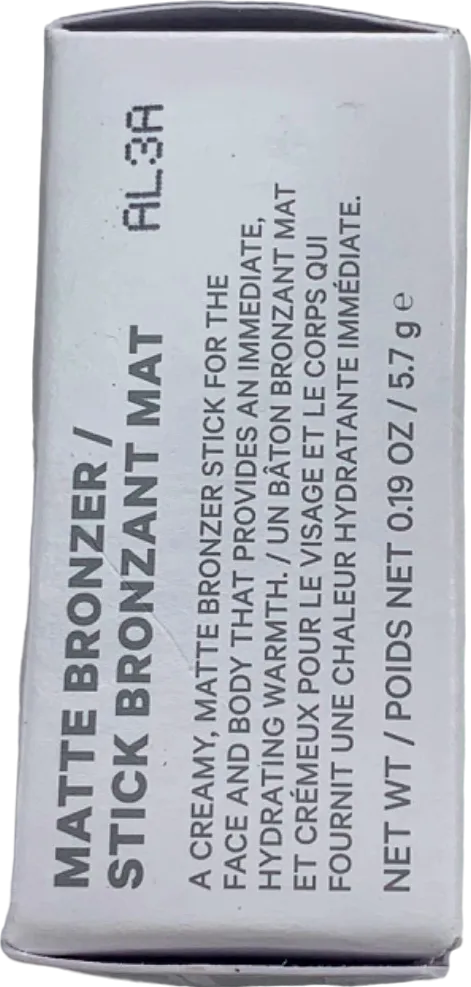 MATTE BRONZER /
STICK BRONZANT MAT
AL3A
A CREAMY, MATTE BRONZER STICK FOR THE
FACE AND BODY THAT PROVIDES AN IMMEDIATE,
HYDRATING WARMTH. / UN BÂTON BRONZANT MAT
ET CRÉMEUX POUR LE VISAGE ET LE CORPS QUI
FOURNIT UNE CHALEUR HYDRATANTE IMMÉDIATE.
NET WT / POIDS NET 0.19 OZ / 5.7 g ℮